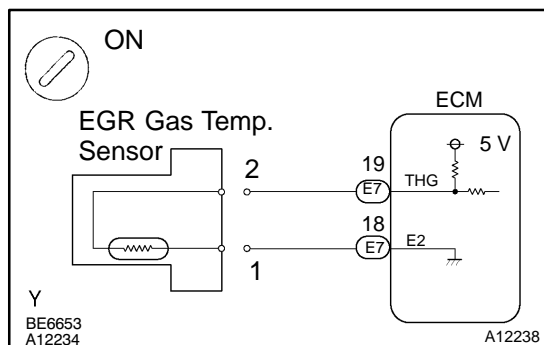 ON
ECM
EGR Gas Temp.
Sensor
5 V
2
19
E7
THG
18
E7
E2
1
Y
BE6653
A12234
A12238